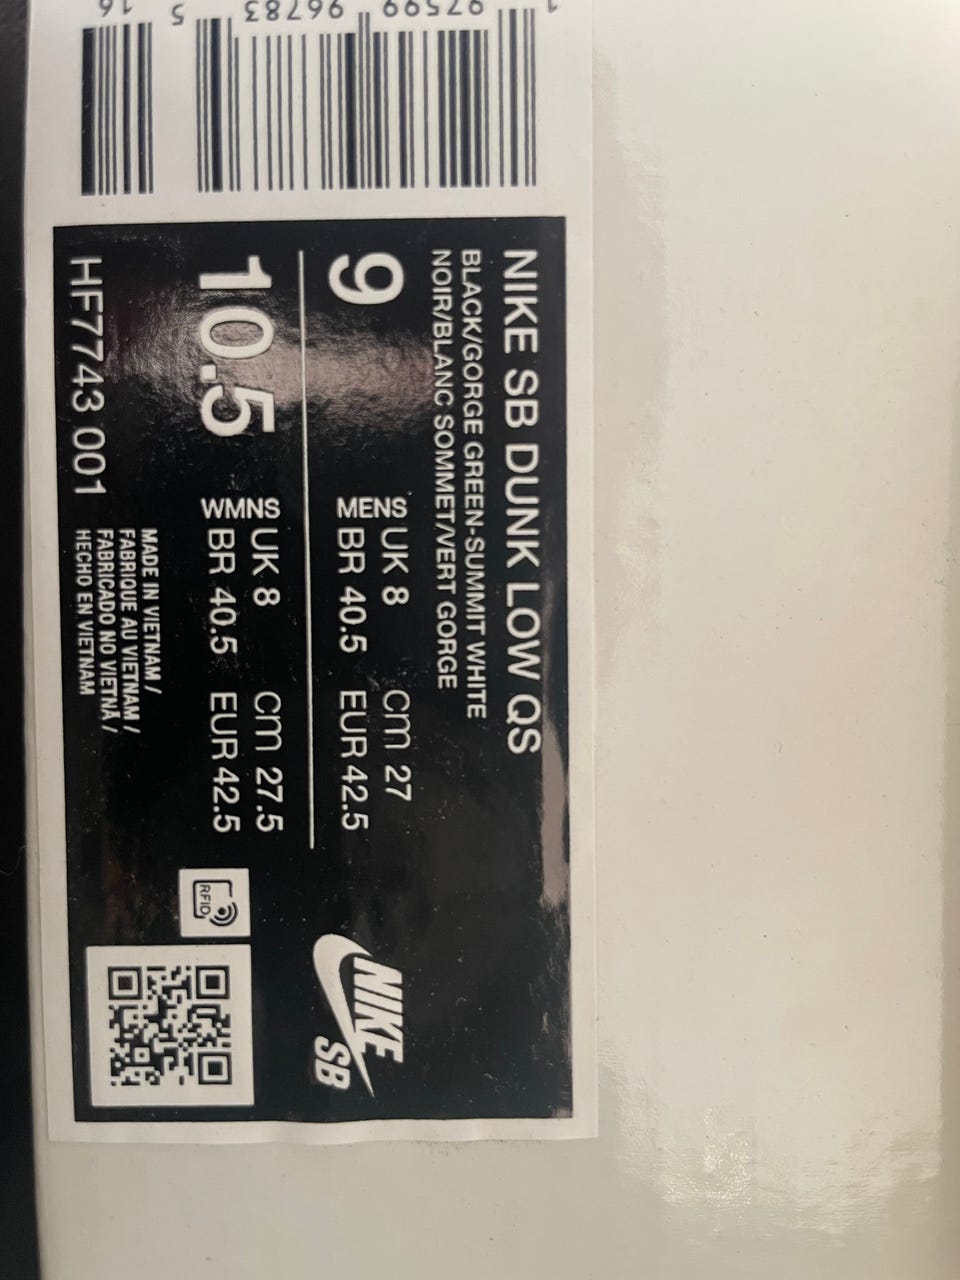 NIKE SB DUNK LOW QS
BLACK/GORGE GREEN-SUMMIT WHITE
NOIR/BLANC SOMMET/VERT GORGE
9
MENS
UK 8
cm 27
BR 40.5
EUR 42.5
10.5
WMNS
UK 8
cm 27.5
BR 40.5
EUR 42.5
HF7743 001
MADE IN VIETNAM /
FABRIQUE AU VIETNAM /
FABRICADO NO VIETNÃ /
HECHO EN VIETNAM
RFID
NIKE
SB
1 97599 96783 5 16